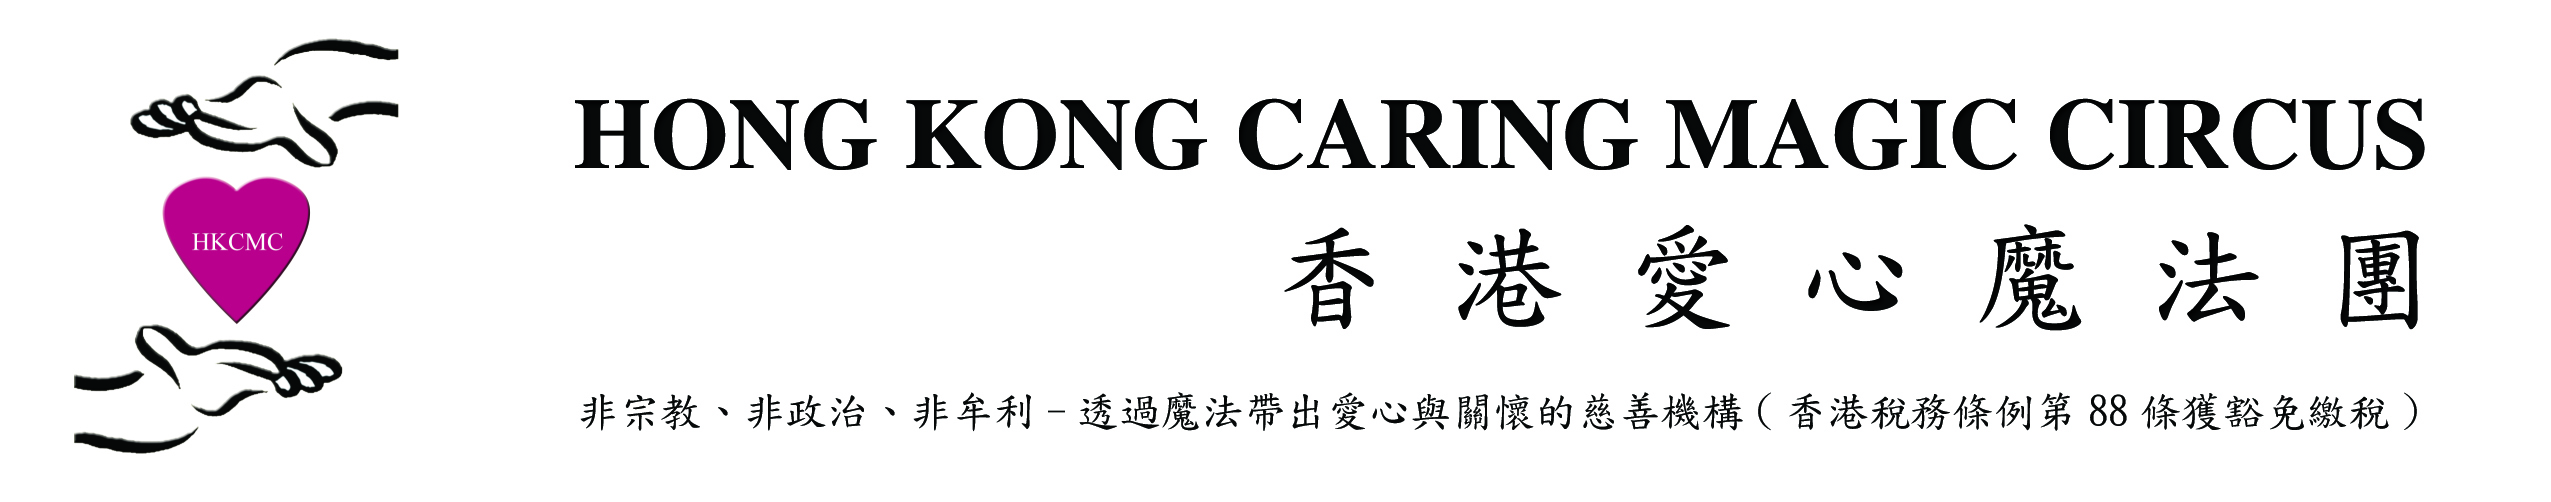 HONG KONG CARING MAGIC CIRCUS
香港愛心魔法團
HKCMC
非宗教、非政治、非牟利 - 透過魔法帶出愛心與關懷的慈善機構(香港稅務條例第 88 條獲豁免繳稅)